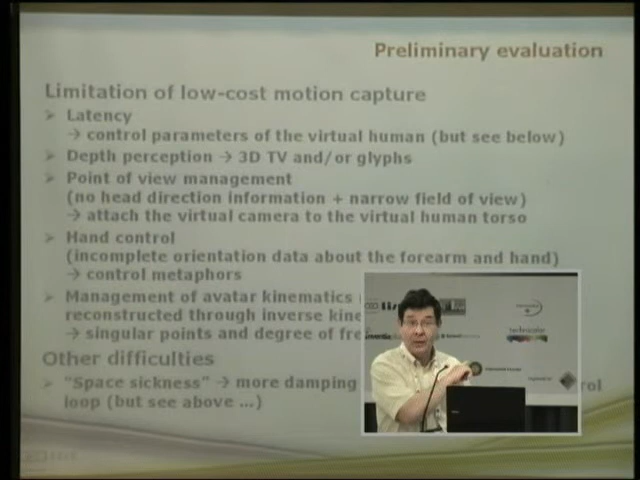 Preliminary evaluation
Limitation of low-cost motion capture
➢ Latency
→ control parameters of the virtual human (but see below)
➢ Depth perception → 3D TV and/or glyphs
➢ Point of view management
(no head direction information + narrow field of view)
→ attach the virtual camera to the virtual human torso
➢ Hand control
(incomplete orientation data about the forearm and hand)
→ control metaphors
➢ Management of avatar kinematics
reconstructed through inverse
→ singular points and degree of
Other difficulties
➢ "Space sickness" → more damping
loop (but see above ...)
technicolor